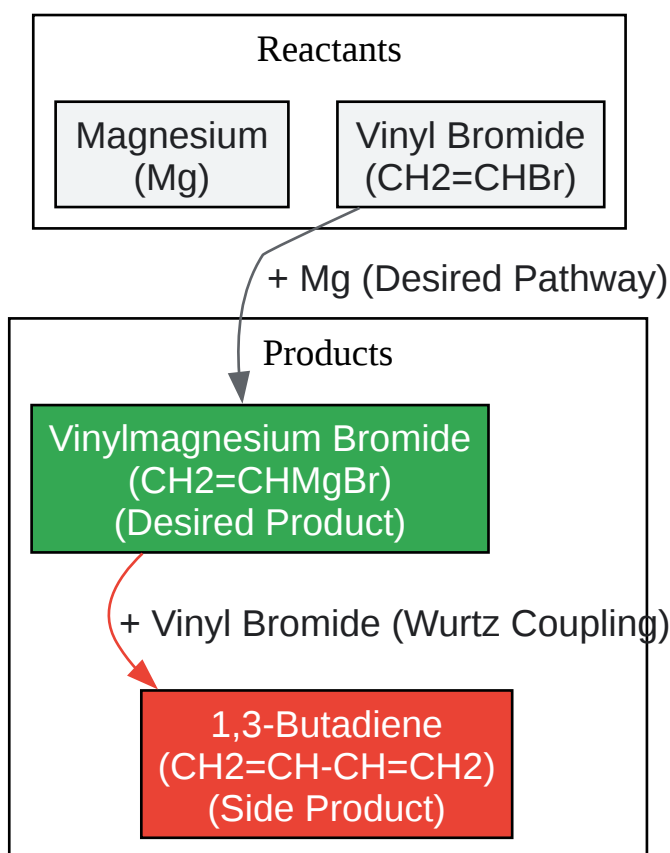 Reactants
Magnesium
(Mg)
Vinyl Bromide
(CH2=CHBr)
+ Mg (Desired Pathway)
Products
Vinylmagnesium Bromide
(CH2=CHMgBr)
(Desired Product)
+ Vinyl Bromide (Wurtz Coupling)
1,3-Butadiene
(CH2=CH-CH=CH2)
(Side Product)